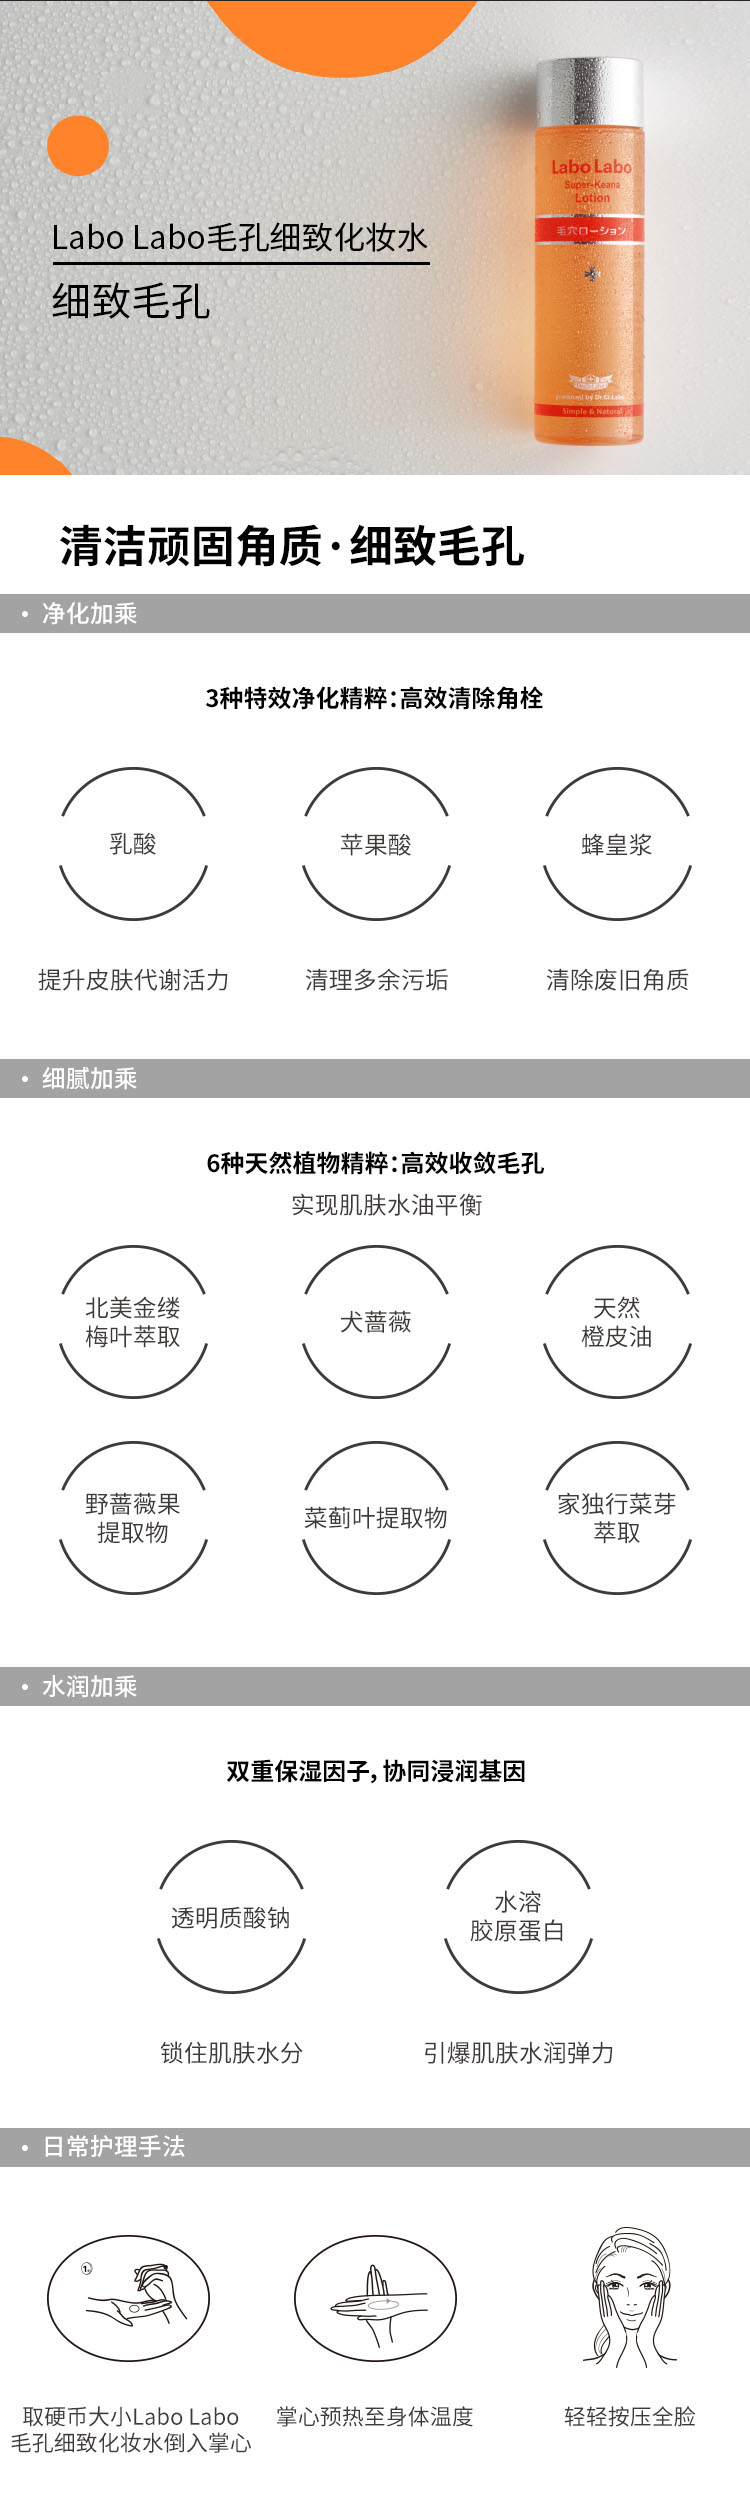 Labo Labo
Super-Keana
Lotion
毛穴ローション
presented by Dr.Ci:Labo
Simple & Natural
Labo Labo毛孔细致化妆水
细致毛孔
清洁顽固角质·细致毛孔
· 净化加乘
3种特效净化精粹：高效清除角栓
乳酸
苹果酸
蜂皇浆
提升皮肤代谢活力
清理多余污垢
清除废旧角质
· 细腻加乘
6种天然植物精粹：高效收敛毛孔
实现肌肤水油平衡
北美金缕
梅叶萃取
犬蔷薇
天然
橙皮油
野蔷薇果
提取物
菜蓟叶提取物
家独行菜芽
萃取
· 水润加乘
双重保湿因子，协同浸润基因
透明质酸钠
水溶
胶原蛋白
锁住肌肤水分
引爆肌肤水润弹力
· 日常护理手法
取硬币大小Labo Labo
毛孔细致化妆水倒入掌心
掌心预热至身体温度
轻轻按压全脸